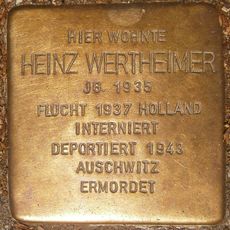 HIER WOHNTE
HEINZ WERTHEIMER
JG. 1935
FLUCHT 1937 HOLLAND
INTERNIERT
DEPORTIERT 1943
AUSCHWITZ
ERMORDET